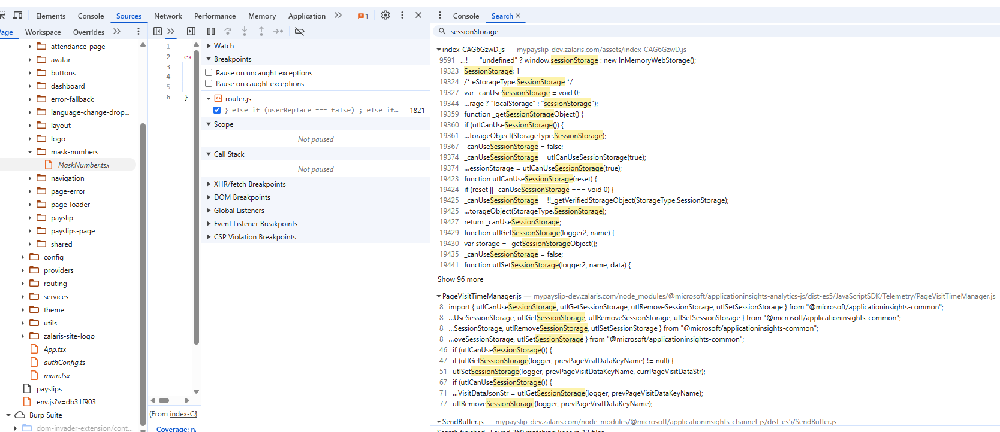 Elements Console Sources Network Performance Memory Application 1
Page Workspace Overrides
attendance-page
avatar
buttons
dashboard
error-fallback
language-change-drop...
layout
logo
mask-numbers
MaskNumber.tsx
navigation
page-error
page-loader
payslip
payslips-page
shared
config
providers
routing
services
theme
utils
zalaris-site-logo
App.tsx
authConfig.ts
main.tsx
payslips
env.js?v=db31f903
Burp Suite
dom-invader-extension/cont...
1
2 ex
3
4
5
6 }
(From index-CA
Coverage: n/
Watch
Breakpoints
Pause on uncaught exceptions
Pause on caught exceptions
router.js
} else if (userReplace === false) ; else if... 1821
Scope
Not paused
Call Stack
Not paused
XHR/fetch Breakpoints
DOM Breakpoints
Global Listeners
Event Listener Breakpoints
CSP Violation Breakpoints
Console Search
sessionStorage
index-CAG6GzwD.js — mypayslip-dev.zalaris.com/assets/index-CAG6GzwD.js
9591 ...!== "undefined" ? window.sessionStorage : new InMemoryWebStorage();
19323 SessionStorage: 1
19324 /* eStorageType.SessionStorage */
19327 var _canUseSessionStorage = void 0;
19344 ...rage ? "localStorage" : "sessionStorage");
19359 function _getSessionStorageObject() {
19360 if (utlCanUseSessionStorage()) {
19361 ...torageObject(StorageType.SessionStorage);
19367 _canUseSessionStorage = false;
19374 _canUseSessionStorage = utlCanUseSessionStorage(true);
19374 ...essionStorage = utlCanUseSessionStorage(true);
19423 function utlCanUseSessionStorage(reset) {
19424 if (reset || _canUseSessionStorage === void 0) {
19425 _canUseSessionStorage = !!_getVerifiedStorageObject(StorageType.SessionStorage);
19425 ...torageObject(StorageType.SessionStorage);
19427 return _canUseSessionStorage;
19429 function utlGetSessionStorage(logger2, name) {
19430 var storage = _getSessionStorageObject();
19435 _canUseSessionStorage = false;
19441 function utlSetSessionStorage(logger2, name, data) {
Show 96 more
PageVisitTimeManager.js — mypayslip-dev.zalaris.com/node_modules/@microsoft/applicationinsights-analytics-js/dist-es5/JavaScriptSDK/Telemetry/PageVisitTimeManager.js
8 import { utlCanUseSessionStorage, utlGetSessionStorage, utlRemoveSessionStorage, utlSetSessionStorage } from "@microsoft/applicationinsights-common";
8 ...UseSessionStorage, utlGetSessionStorage, utlRemoveSessionStorage, utlSetSessionStorage } from "@microsoft/applicationinsights-common";
8 ...SessionStorage, utlRemoveSessionStorage, utlSetSessionStorage } from "@microsoft/applicationinsights-common";
8 ...oveSessionStorage, utlSetSessionStorage } from "@microsoft/applicationinsights-common";
46 if (utlCanUseSessionStorage()) {
47 if (utlGetSessionStorage(logger, prevPageVisitDataKeyName) != null) {
51 utlSetSessionStorage(logger, prevPageVisitDataKeyName, currPageVisitDataStr);
67 if (utlCanUseSessionStorage()) {
71 ...VisitDataJsonStr = utlGetSessionStorage(logger, prevPageVisitDataKeyName);
77 utlRemoveSessionStorage(logger, prevPageVisitDataKeyName);
SendBuffer.js — mypayslip-dev.zalaris.com/node_modules/@microsoft/applicationinsights-channel-js/dist-es5/SendBuffer.js
Search finished. Found 269 matching lines in 12 files.